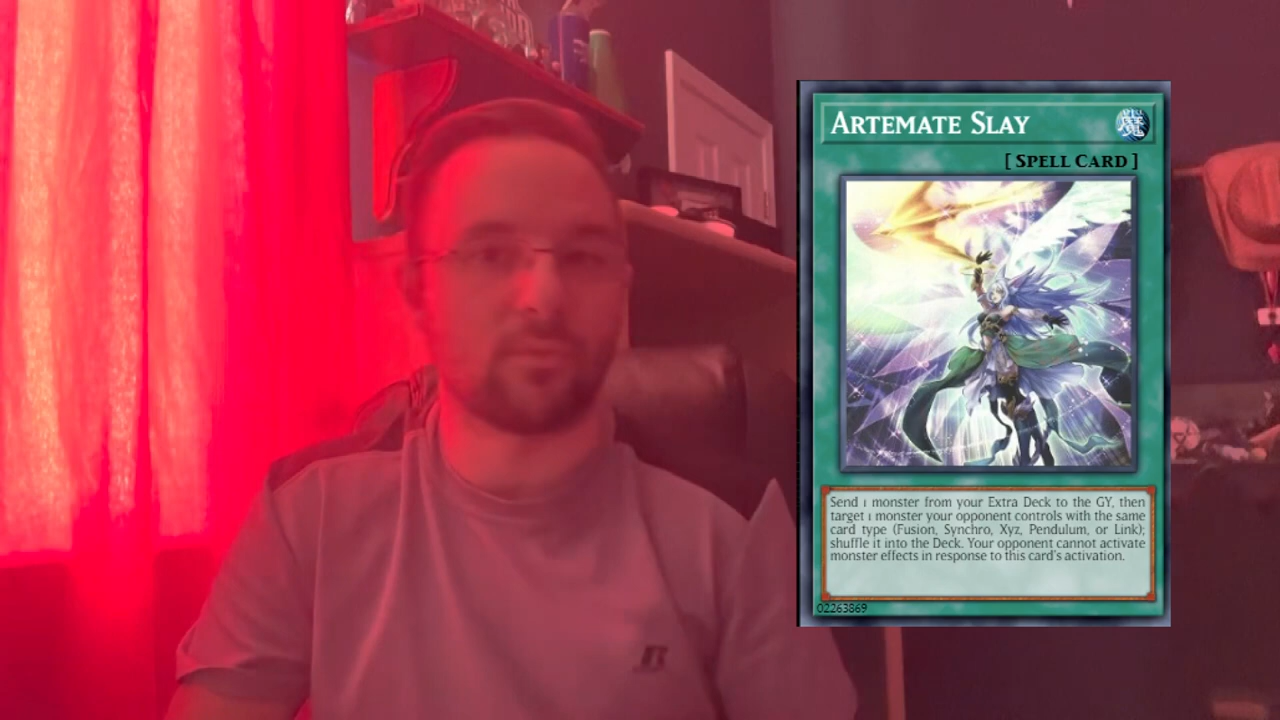 ARTEMATE SLAY
[ SPELL CARD ]
Send 1 monster from your Extra Deck to the GY, then
target 1 monster your opponent controls with the same
card type (Fusion, Synchro, Xyz, Pendulum, or Link);
shuffle it into the Deck. Your opponent cannot activate
monster effects in response to this card's activation.
02263869